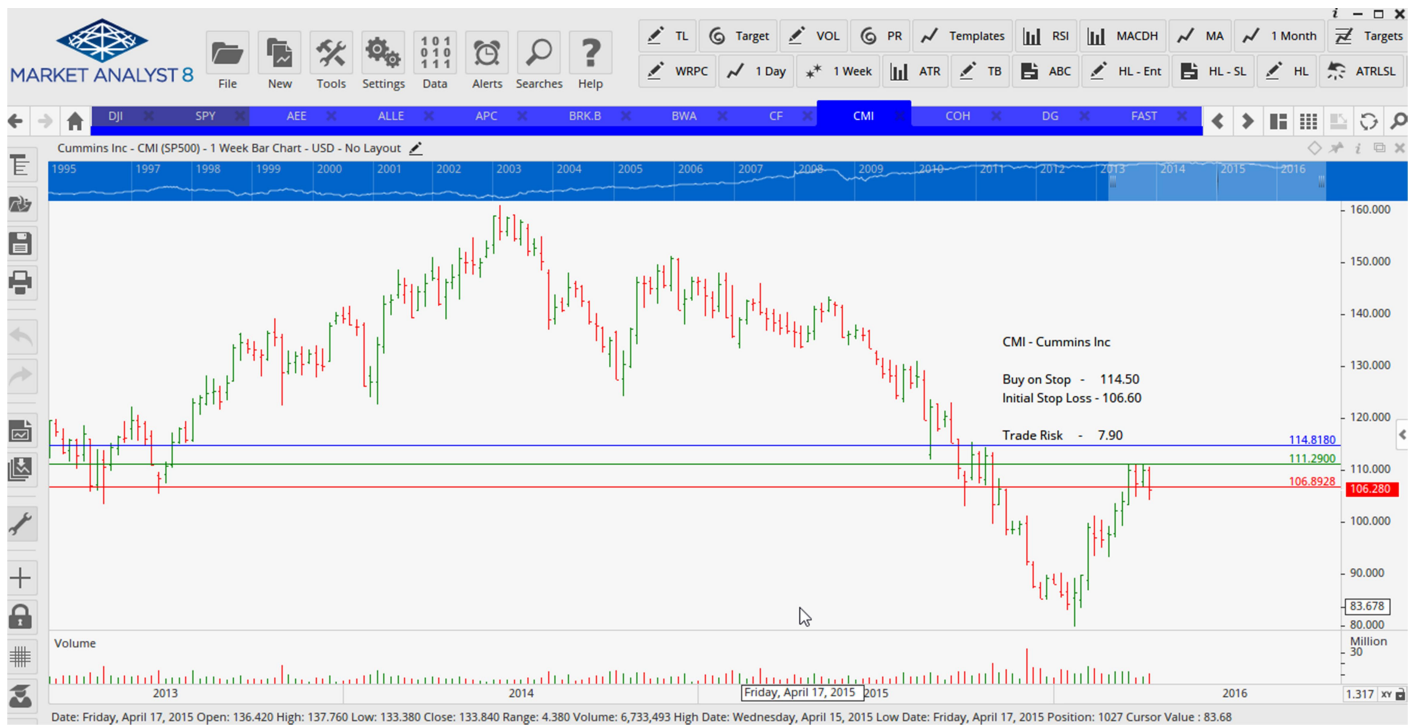 i
TL Target VOL PR Templates RSI MACDH MA 1 Month Targets
MARKET ANALYST 8
File New Tools Settings Data Alerts Searches Help
WRPC 1 Day 1 Week ATR TB ABC HL - Ent HL - SL HL ATRLSL
DJI SPY AEE ALLE APC BRK.B BWA CF CMI COH DG FAST
Cummins Inc - CMI (SP500) - 1 Week Bar Chart - USD - No Layout
1995 1997 1998 1999 2000 2001 2002 2003 2004 2005 2006 2007 2008 2009 2010 2011 2012 2013 2014 2015 2016
160.000
150.000
140.000
CMI - Cummins Inc
130.000
Buy on Stop - 114.50
Initial Stop Loss - 106.60
120.000
Trade Risk - 7.90
114.8180
111.2900
110.000
106.8928
106.280
100.000
90.000
83.678
80.000
Volume
Million
30
2013 2014 Friday, April 17, 2015 2015 2016
1.317 XY
Date: Friday, April 17, 2015 Open: 136.420 High: 137.760 Low: 133.380 Close: 133.840 Range: 4.380 Volume: 6,733,493 High Date: Wednesday, April 15, 2015 Low Date: Friday, April 17, 2015 Position: 1027 Cursor Value : 83.68